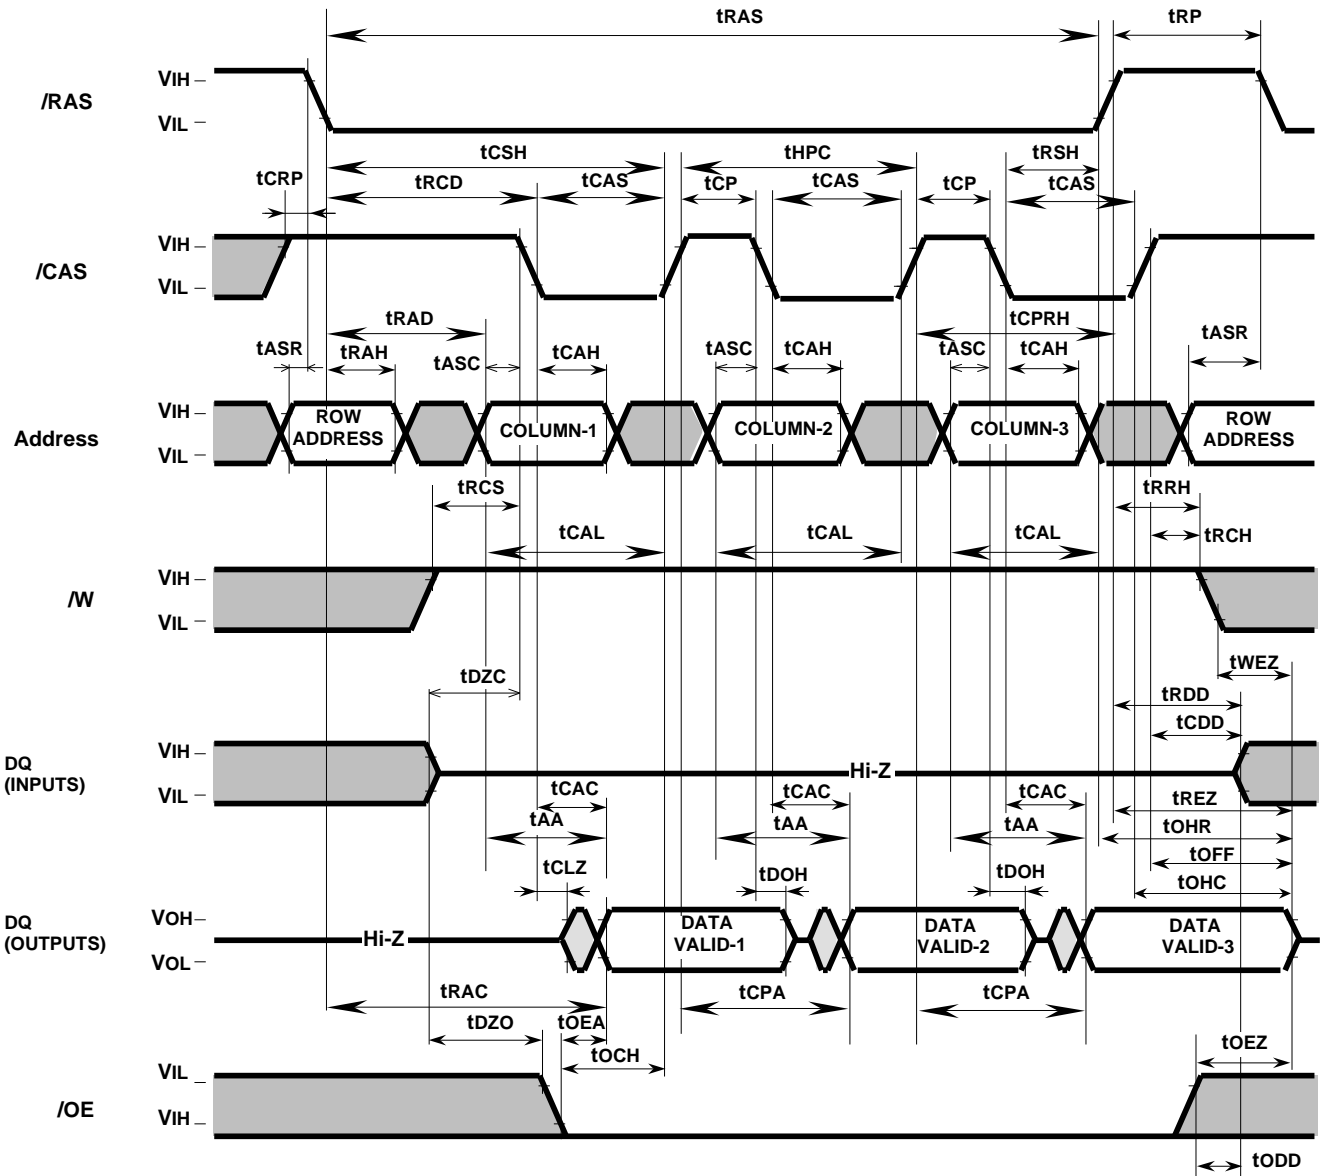 tRAS tRP
VIH
/RAS
VIL
tCSH tHPC tRSH
tCRP tRCD tCAS tCP tCAS tCP tCAS
VIH
/CAS
VIL
tRAD tCPRH
tASR tRAH tASC tCAH tASC tCAH tASC tCAH tASR
VIH
Address
VIL
ROW
ADDRESS
COLUMN-1
COLUMN-2
COLUMN-3
ROW
ADDRESS
tRCS tRRH
tCAL tCAL tCAL tRCH
VIH
/W
VIL
tWEZ
tDZC tRDD
tCDD
DQ
(INPUTS)
VIH
VIL
Hi-Z
tCAC tCAC tCAC tREZ
tAA tAA tAA tOHR
tCLZ tDOH tDOH tOFF
tOHC
DQ
(OUTPUTS)
VOH
VOL
Hi-Z
DATA
VALID-1
DATA
VALID-2
DATA
VALID-3
tRAC tCPA tCPA
tDZO tOEA
tOCH tOEZ
VIL
/OE
VIH
tODD